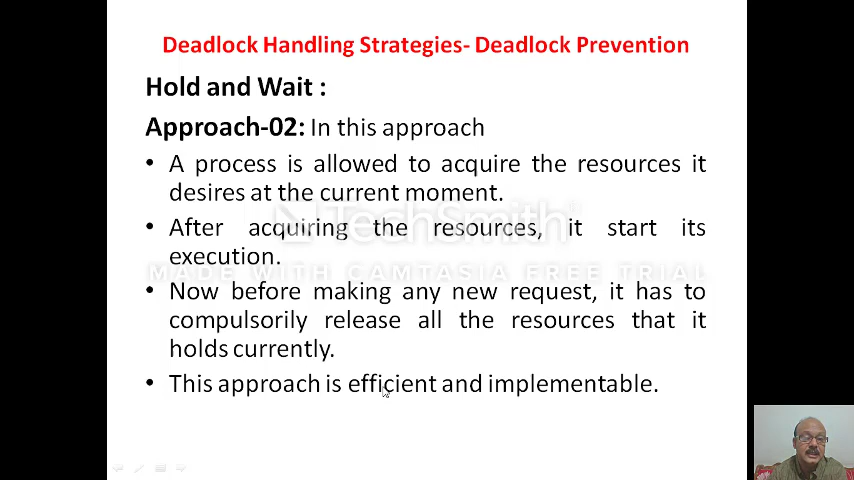 Deadlock Handling Strategies- Deadlock Prevention
Hold and Wait :
Approach-02: In this approach
• A process is allowed to acquire the resources it
desires at the current moment.
• After acquiring the resources, it start its
execution.
TechSmith
MADE WITH CAMTASIA FREE TRIAL
• Now before making any new request, it has to
compulsorily release all the resources that it
holds currently.
• This approach is efficient and implementable.